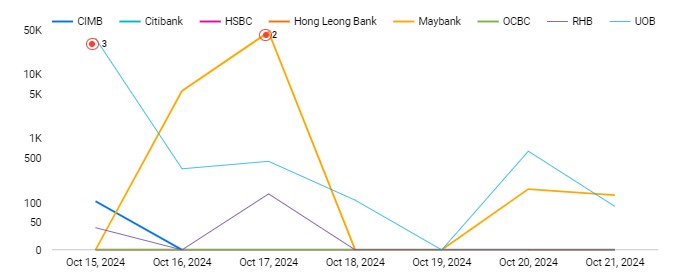 CIMB Citibank HSBC Hong Leong Bank Maybank OCBC RHB UOB
50K
3
2
10K
5K
1K
500
100
50
0
Oct 15, 2024 Oct 16, 2024 Oct 17, 2024 Oct 18, 2024 Oct 19, 2024 Oct 20, 2024 Oct 21, 2024